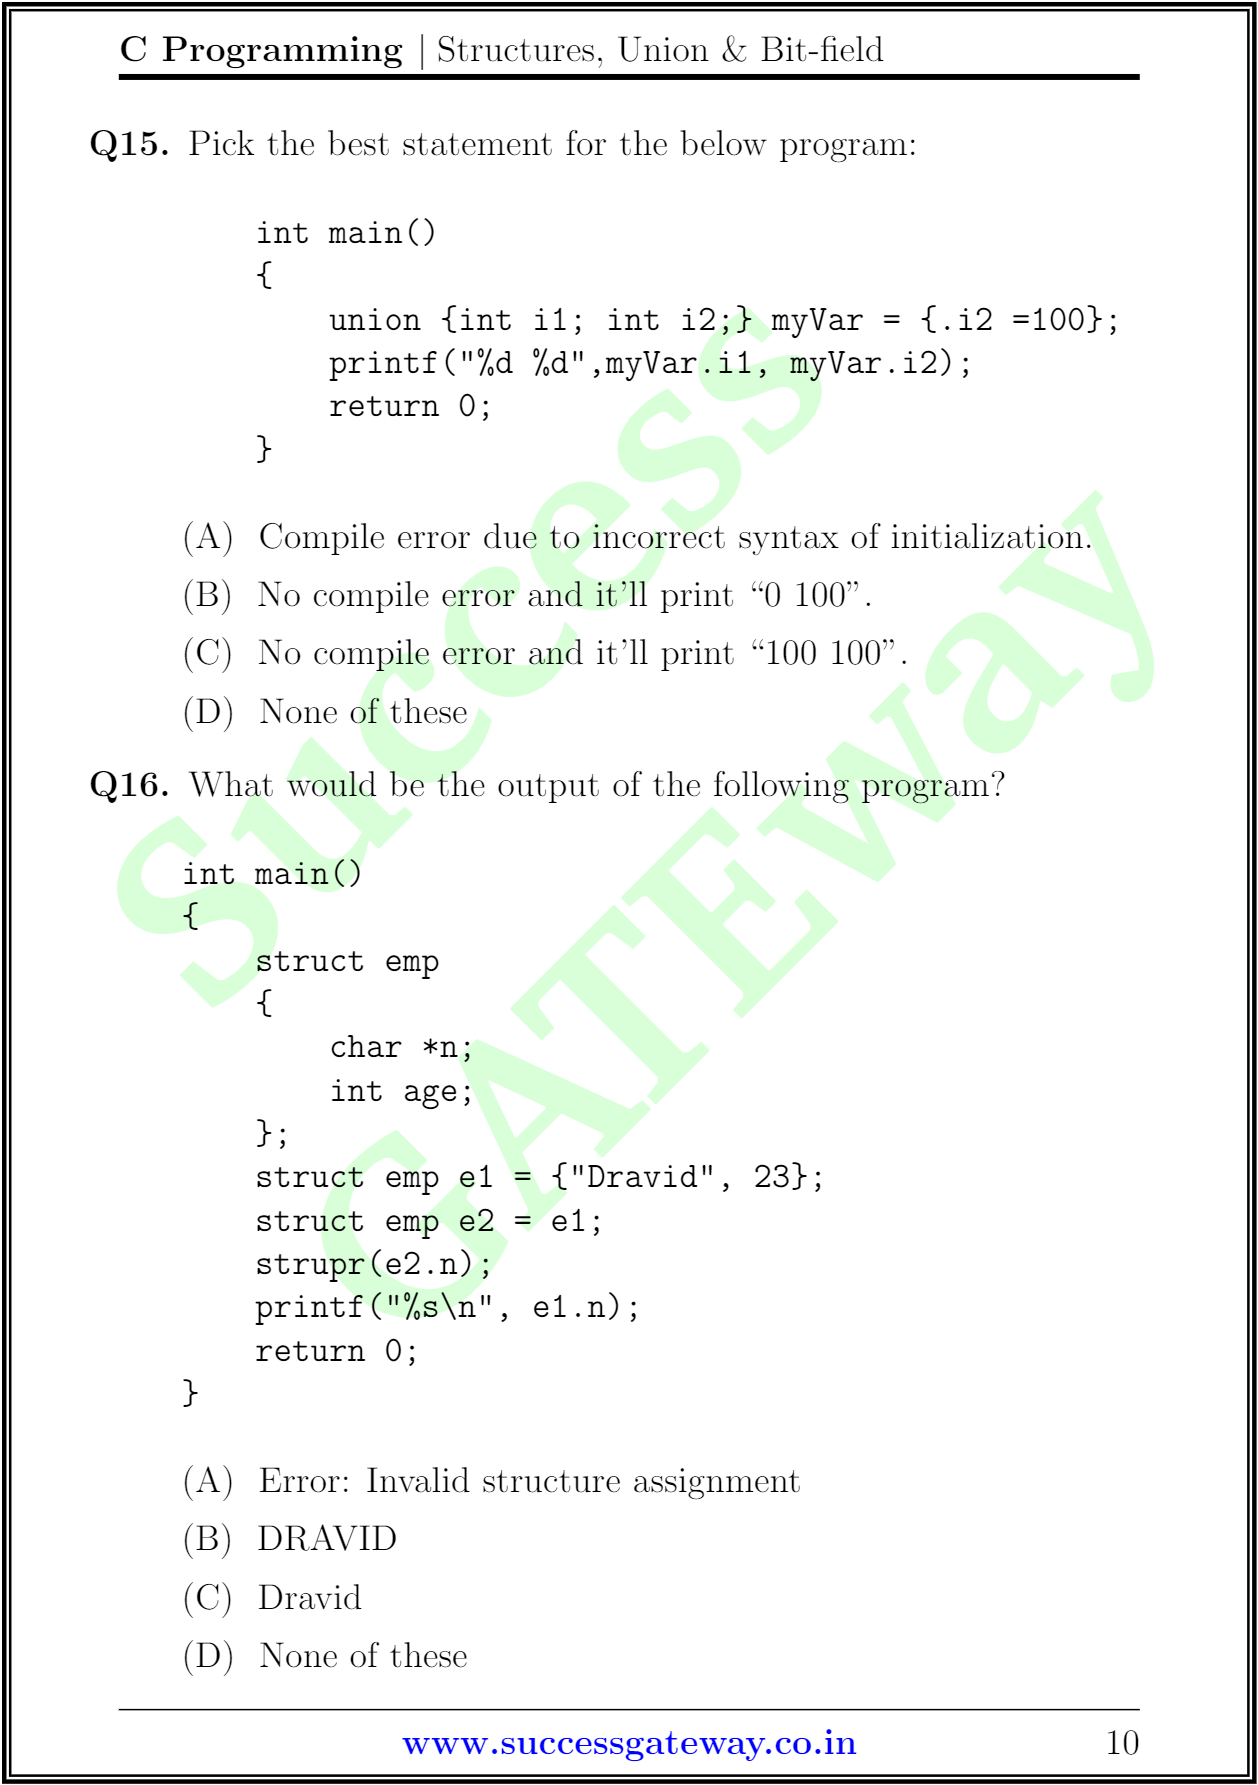 C Programming | Structures, Union & Bit-field
Q15. Pick the best statement for the below program:
int main()
{
    union {int i1; int i2;} myVar = {.i2 =100};
    printf("%d %d",myVar.i1, myVar.i2);
    return 0;
}
(A) Compile error due to incorrect syntax of initialization.
(B) No compile error and it’ll print “0 100”.
(C) No compile error and it’ll print “100 100”.
(D) None of these
Q16. What would be the output of the following program?
int main()
{
    struct emp
    {
        char *n;
        int age;
    };
    struct emp e1 = {"Dravid", 23};
    struct emp e2 = e1;
    strupr(e2.n);
    printf("%s\n", e1.n);
    return 0;
}
(A) Error: Invalid structure assignment
(B) DRAVID
(C) Dravid
(D) None of these
www.successgateway.co.in 10
Success
GATEway